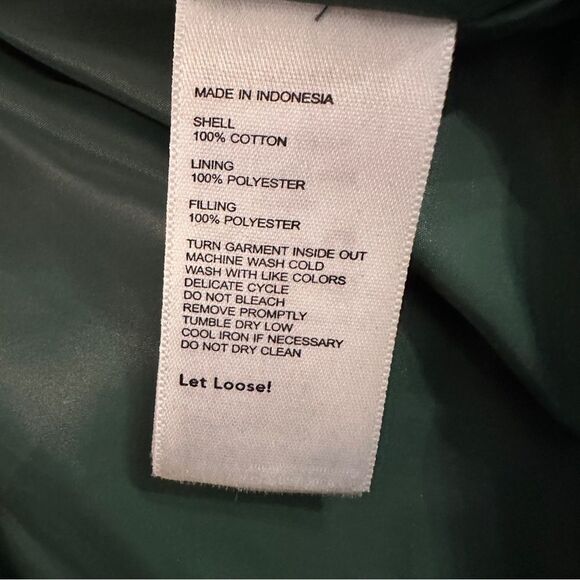 MADE IN INDONESIA
SHELL
100% COTTON
LINING
100% POLYESTER
FILLING
100% POLYESTER
TURN GARMENT INSIDE OUT
MACHINE WASH COLD
WASH WITH LIKE COLORS
DELICATE CYCLE
DO NOT BLEACH
REMOVE PROMPTLY
TUMBLE DRY LOW
COOL IRON IF NECESSARY
DO NOT DRY CLEAN
Let Loose!